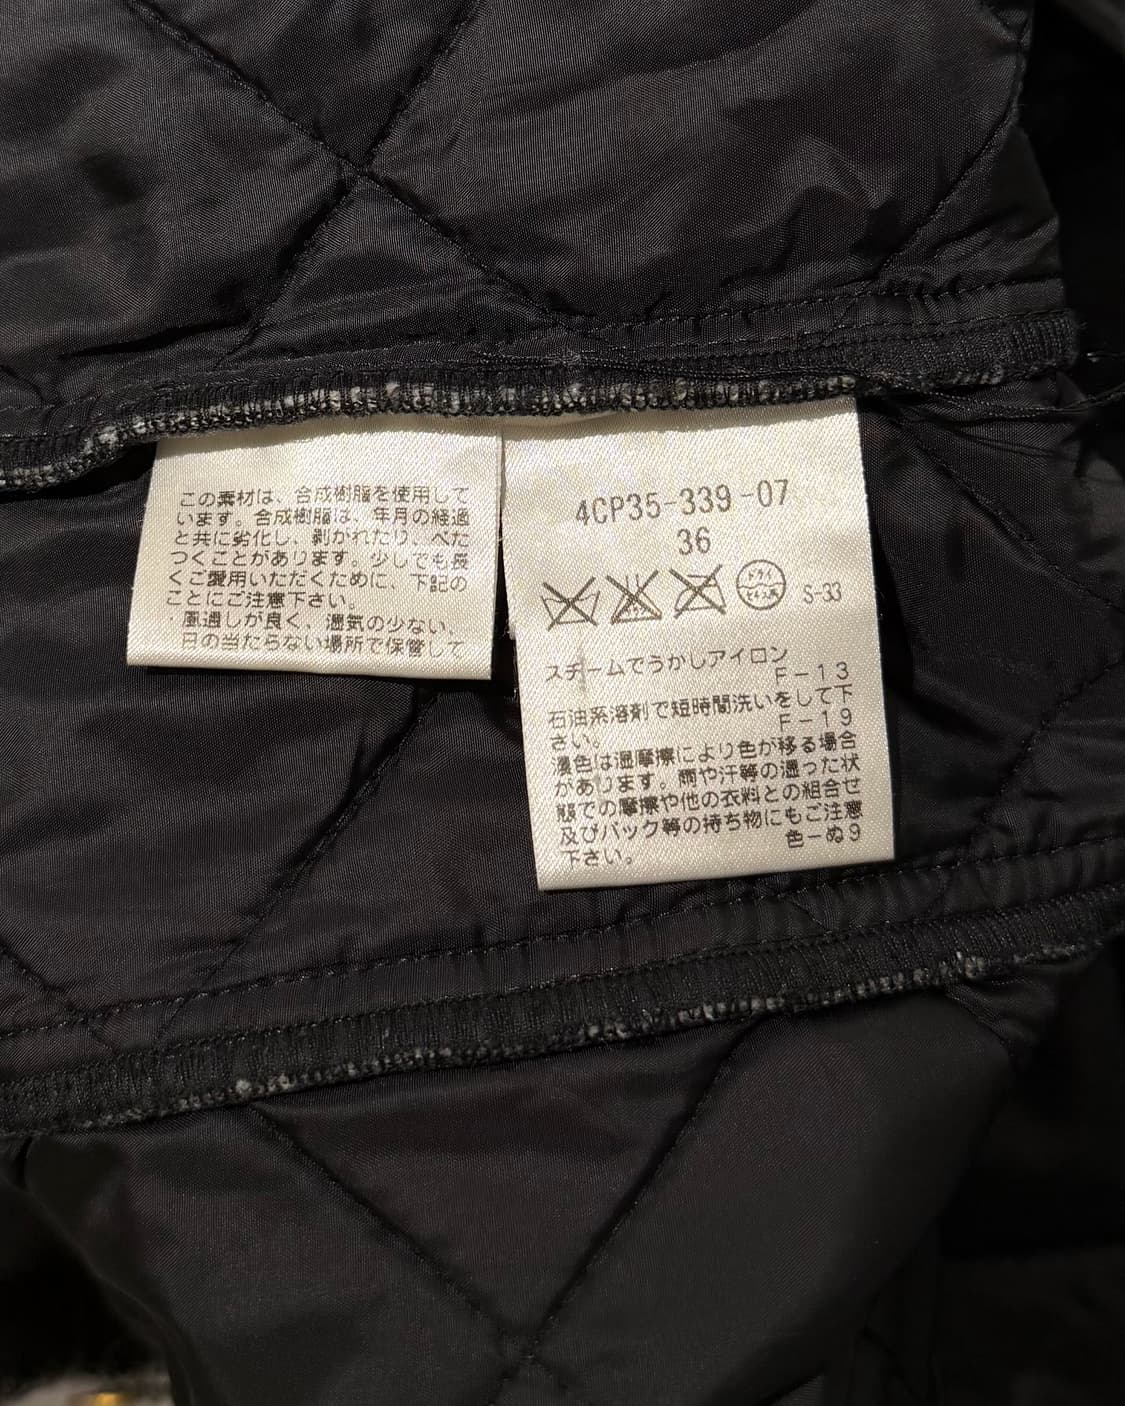 この素材は、合成樹脂を使用して
います。合成樹脂は、年月の経過
と共に劣化し、剥がれたり、べた
つくことがあります。少しでも長
くご愛用いただくために、下記の
ことにご注意下さい。
・風通しが良く、湿気の少ない、
日の当たらない場所で保管して
4CP35-339-07
36
ドライ
セキユ系
S-33
スチームでうかしアイロン
F-13
石油系溶剤で短時間洗いをして下
F-19
さい。
濃色は湿摩擦により色が移る場合
があります。雨や汗等の湿った状
態での摩擦や他の衣料との組合せ
及びバック等の持ち物にもご注意
色-ぬ9
下さい。